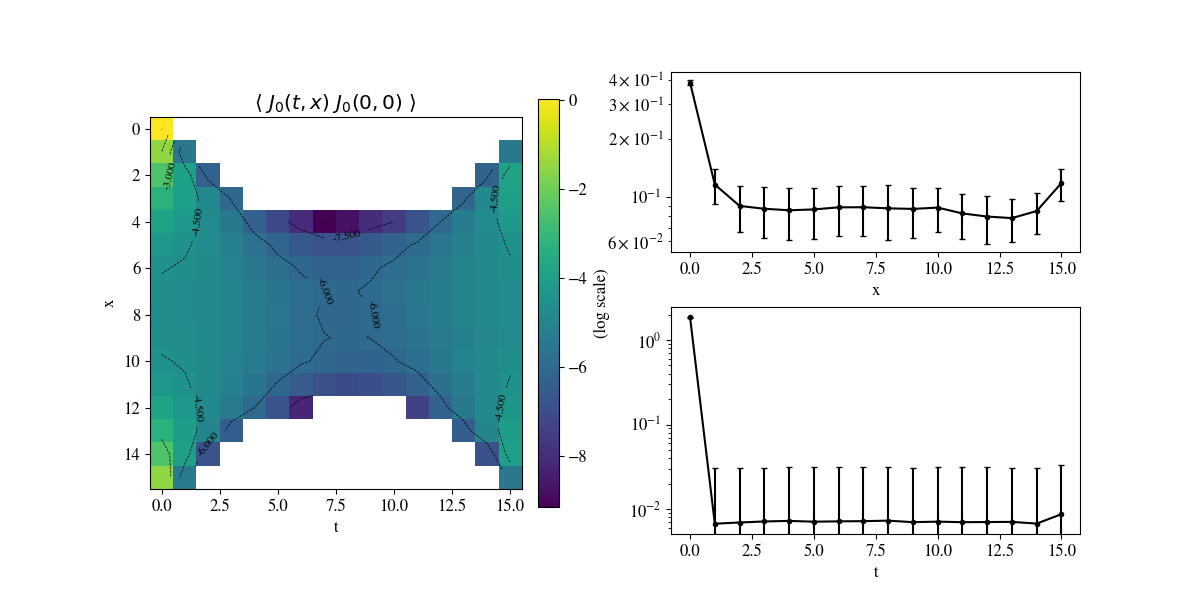 ⟨ J₀(t, x) J₀(0, 0) ⟩
0
2
4
6
8
10
12
14
x
0.0 2.5 5.0 7.5 10.0 12.5 15.0
t
-3.000
-4.500
-4.500
-7.500
-6.000
-6.000
-4.500
-4.500
-6.000
0
−2
−4
−6
−8
(log scale)
4 × 10⁻¹
3 × 10⁻¹
2 × 10⁻¹
10⁻¹
6 × 10⁻²
0.0 2.5 5.0 7.5 10.0 12.5 15.0
x
10⁰
10⁻¹
10⁻²
0.0 2.5 5.0 7.5 10.0 12.5 15.0
t